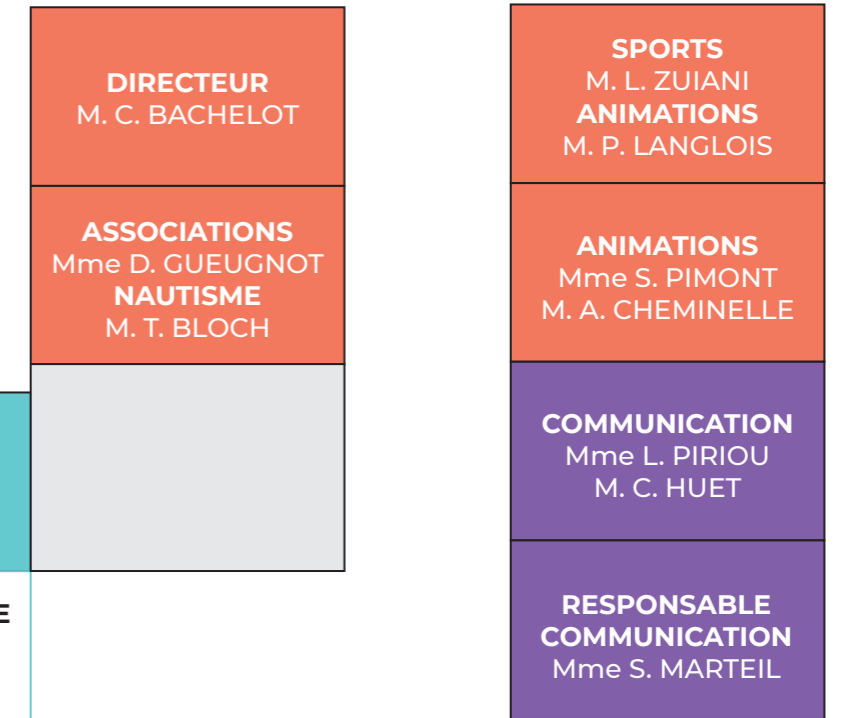 DIRECTEUR
M. C. BACHELOT
ASSOCIATIONS
Mme D. GUEUGNOT
NAUTISME
M. T. BLOCH
E
SPORTS
M. L. ZUIANI
ANIMATIONS
M. P. LANGLOIS
ANIMATIONS
Mme S. PIMONT
M. A. CHEMINELLE
COMMUNICATION
Mme L. PIRIOU
M. C. HUET
RESPONSABLE
COMMUNICATION
Mme S. MARTEIL